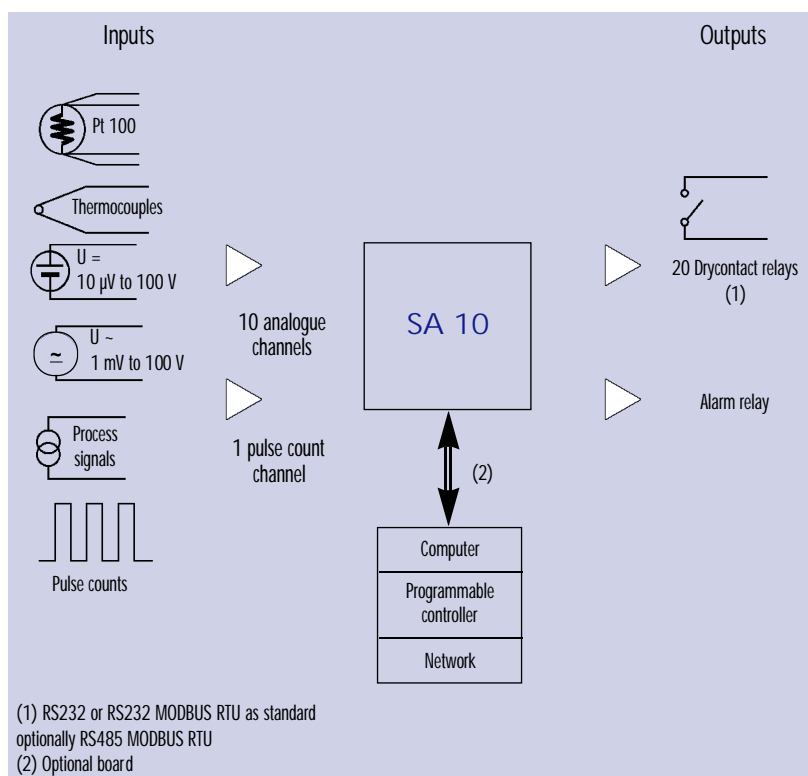 Inputs
Outputs
Pt 100
Thermocouples
U =
10 µV to 100 V
U ~
1 mV to 100 V
Process
signals
Pulse counts
10 analogue
channels
1 pulse count
channel
SA 10
(2)
Computer
Programmable
controller
Network
20 Drycontact relays
(1)
Alarm relay
(1) RS232 or RS232 MODBUS RTU as standard
optionally RS485 MODBUS RTU
(2) Optional board